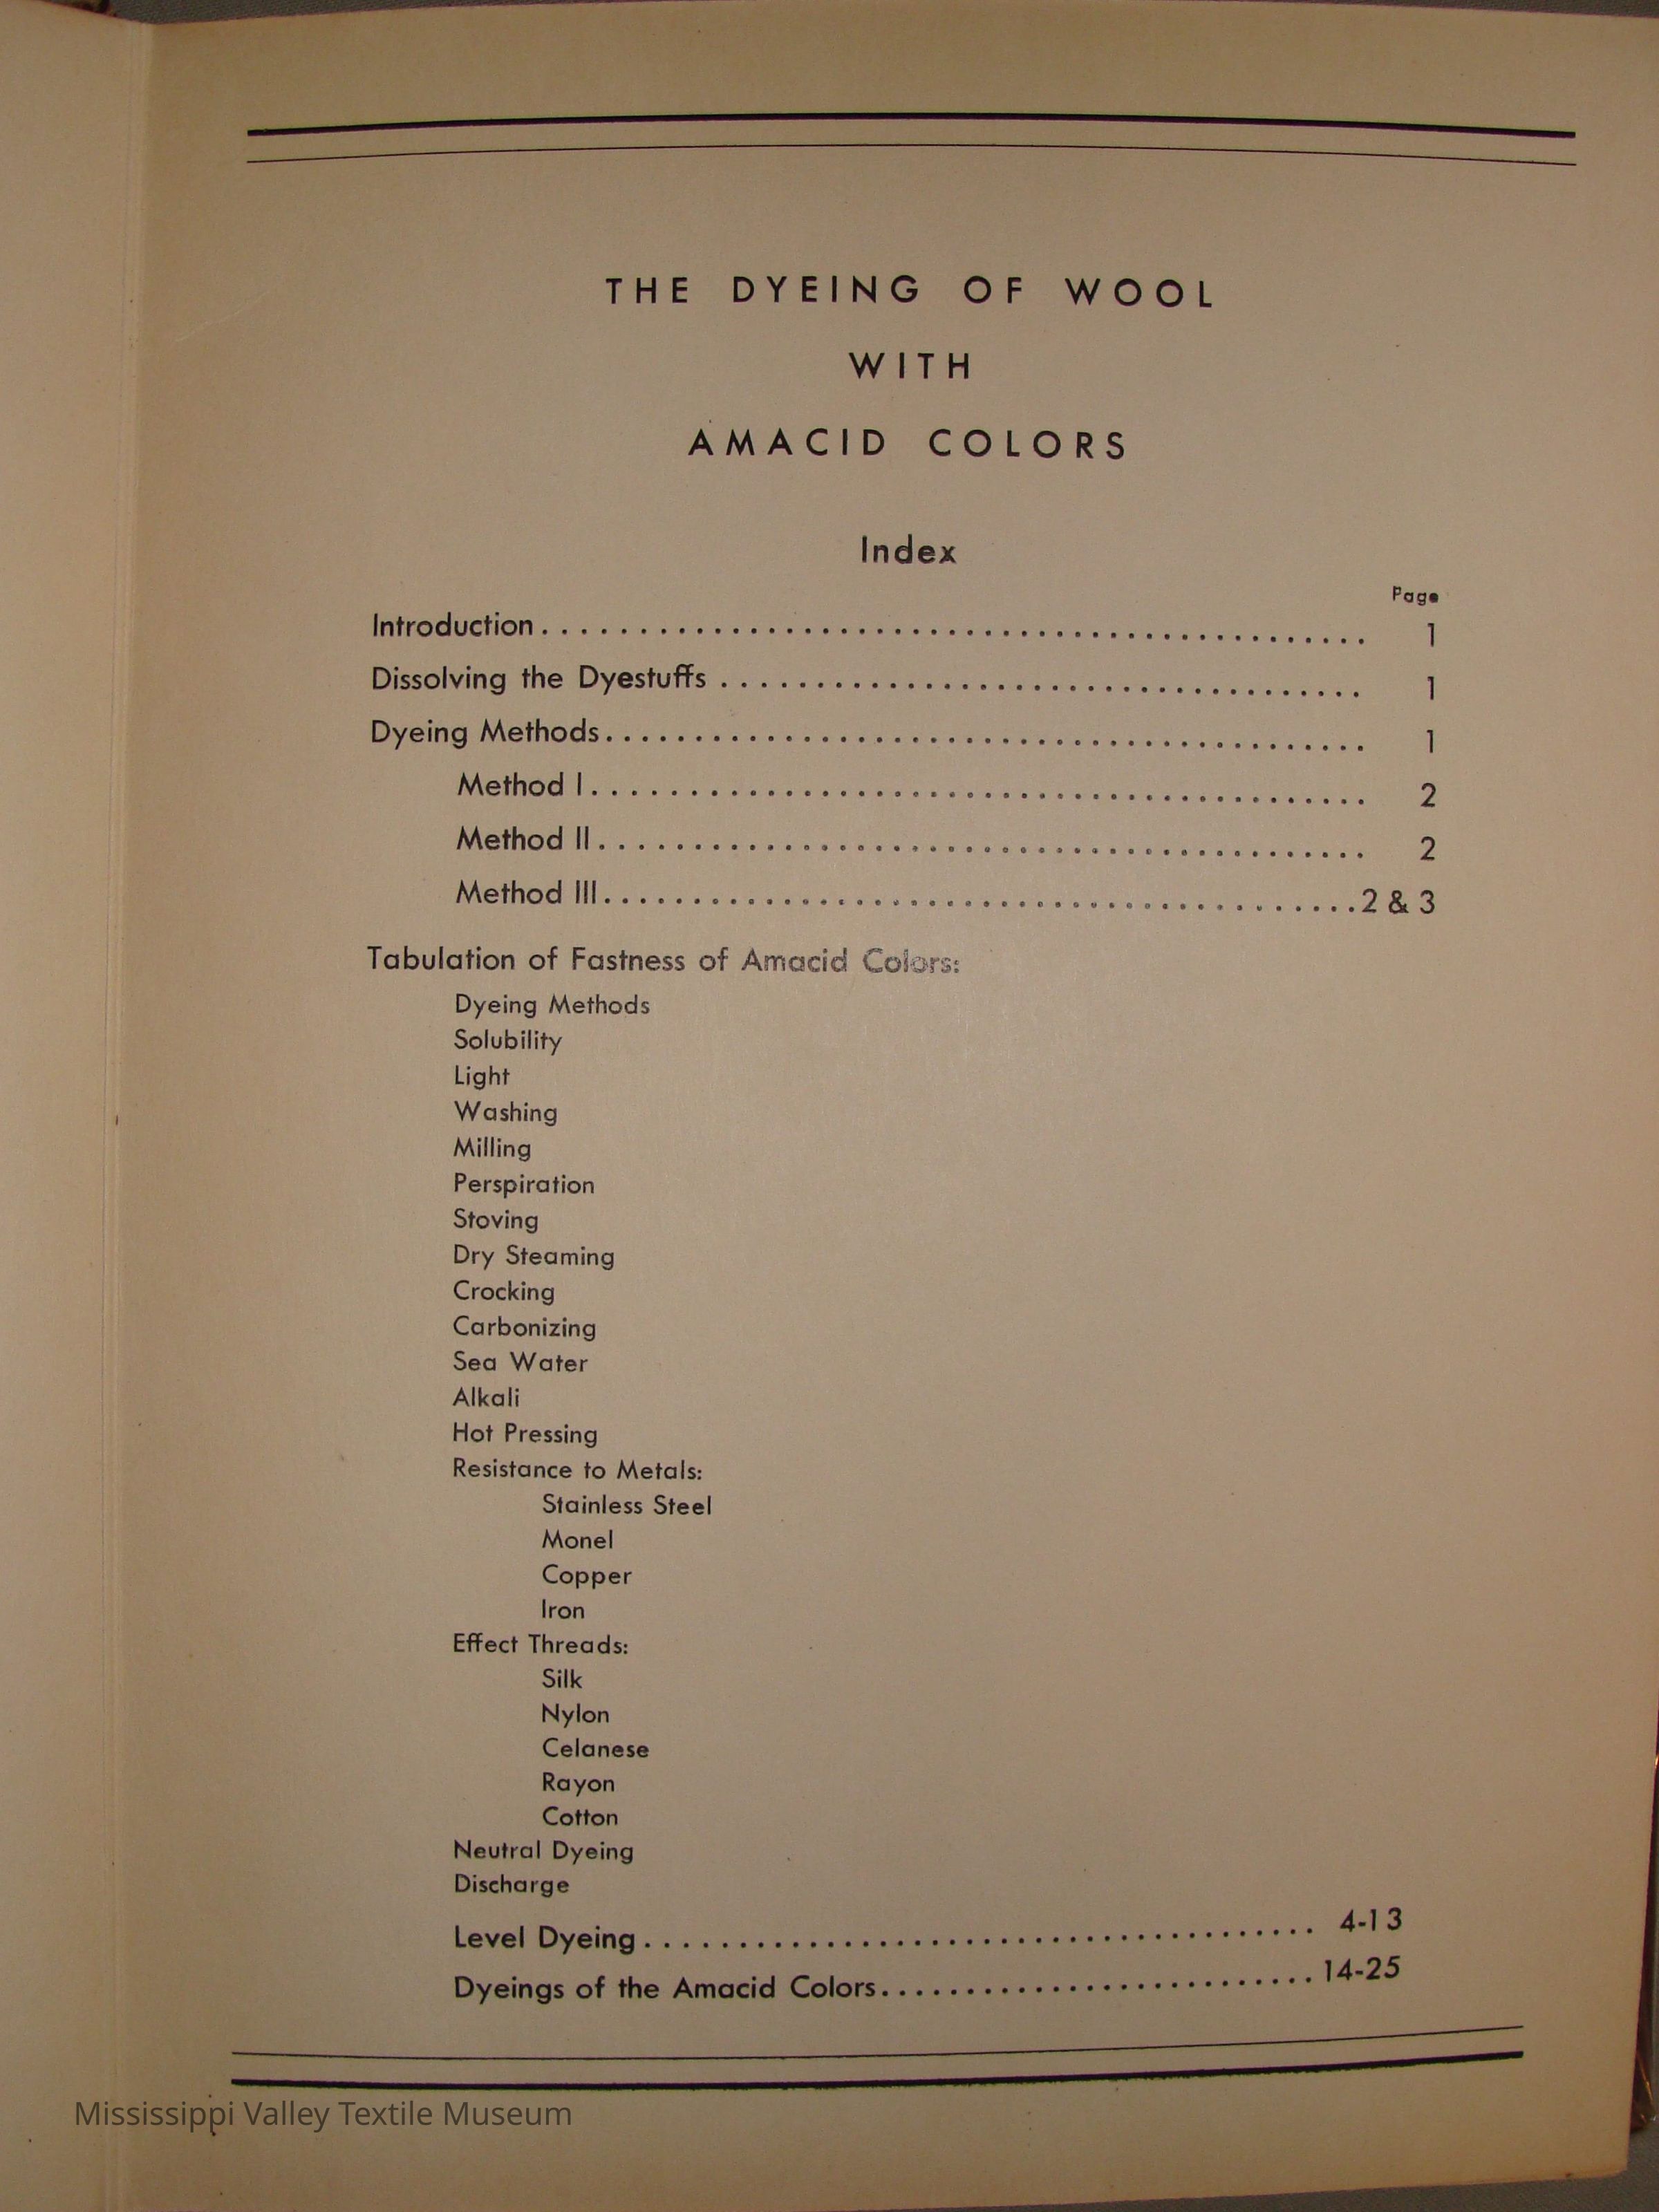 THE DYEING OF WOOL
WITH
AMACID COLORS
Index
Page
Introduction................................................ 1
Dissolving the Dyestuffs ......................................... 1
Dyeing Methods............................................. 1
Method I............................................. 2
Method II............................................ 2
Method III............................................2 & 3
Tabulation of Fastness of Amacid Colors:
Dyeing Methods
Solubility
Light
Washing
Milling
Perspiration
Stoving
Dry Steaming
Crocking
Carbonizing
Sea Water
Alkali
Hot Pressing
Resistance to Metals:
Stainless Steel
Monel
Copper
Iron
Effect Threads:
Silk
Nylon
Celanese
Rayon
Cotton
Neutral Dyeing
Discharge
Level Dyeing....................................... 4-13
Dyeings of the Amacid Colors.........................14-25
Mississippi Valley Textile Museum